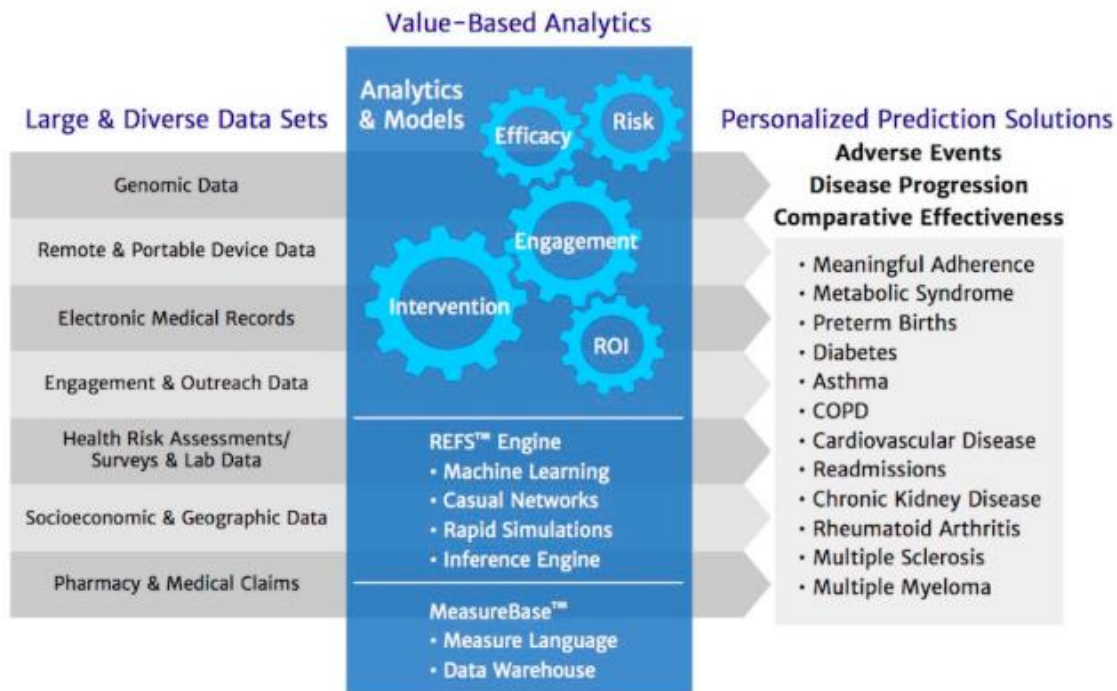 Value-Based Analytics
Large & Diverse Data Sets
Genomic Data
Remote & Portable Device Data
Electronic Medical Records
Engagement & Outreach Data
Health Risk Assessments/
Surveys & Lab Data
Socioeconomic & Geographic Data
Pharmacy & Medical Claims
Analytics
& Models
Efficacy
Risk
Engagement
Intervention
ROI
REFS™ Engine
• Machine Learning
• Casual Networks
• Rapid Simulations
• Inference Engine
MeasureBase™
• Measure Language
• Data Warehouse
Personalized Prediction Solutions
Adverse Events
Disease Progression
Comparative Effectiveness
• Meaningful Adherence
• Metabolic Syndrome
• Preterm Births
• Diabetes
• Asthma
• COPD
• Cardiovascular Disease
• Readmissions
• Chronic Kidney Disease
• Rheumatoid Arthritis
• Multiple Sclerosis
• Multiple Myeloma